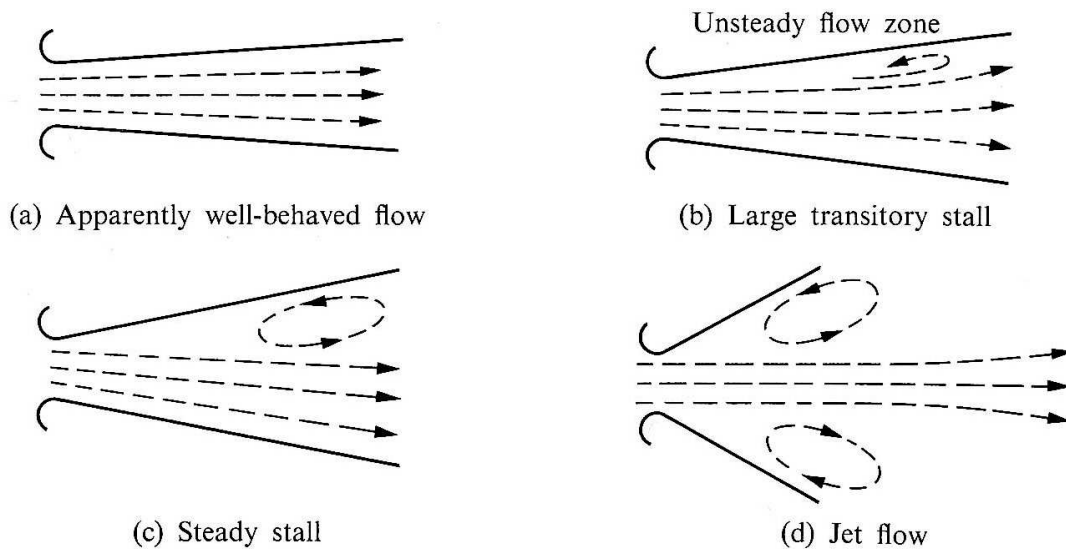 Unsteady flow zone
(a) Apparently well-behaved flow
(b) Large transitory stall
(c) Steady stall
(d) Jet flow